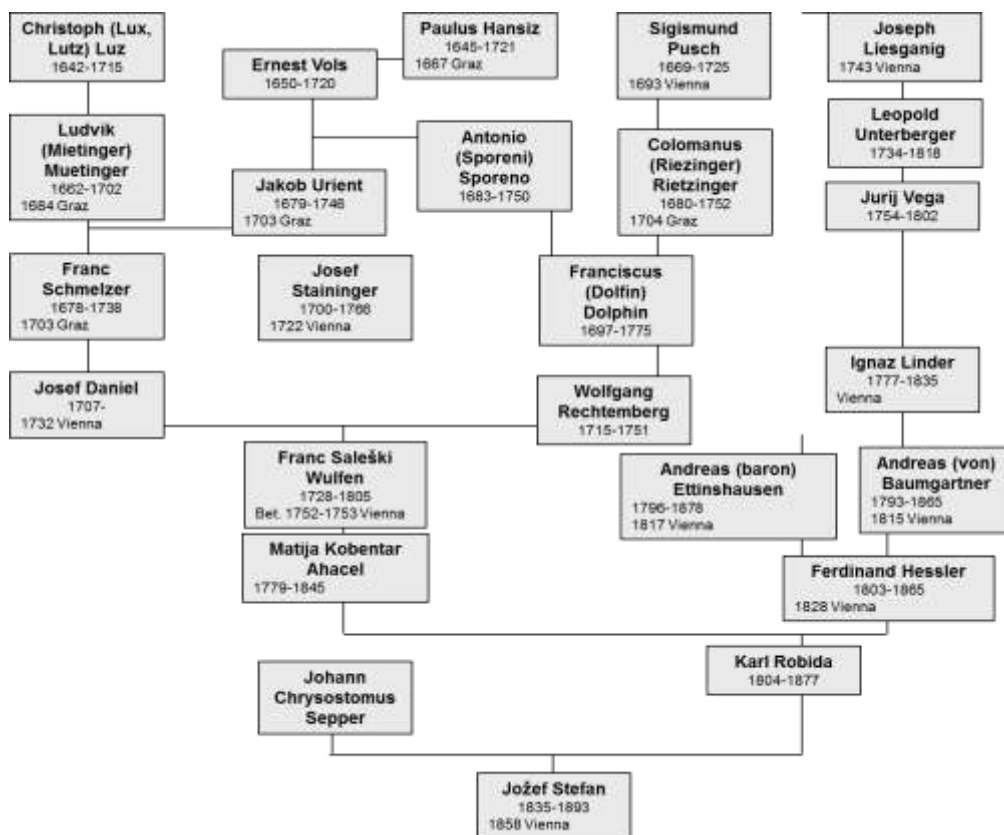 Christoph (Lux,
Lutz) Luz
1642-1715
Paulus Hansiz
1645-1721
1667 Graz
Ernest Vols
1650-1720
Sigismund
Pusch
1669-1725
1693 Vienna
Joseph
Liesganig
1743 Vienna
Ludvik
(Mietinger)
Muetinger
1662-1702
1684 Graz
Jakob Urient
1679-1746
1703 Graz
Antonio
(Sporeni)
Sporeno
1683-1750
Colomanus
(Riezinger)
Rietzinger
1680-1752
1704 Graz
Leopold
Unterberger
1734-1818
Jurij Vega
1754-1802
Franc
Schmelzer
1678-1738
1703 Graz
Josef
Staininger
1700-1766
1722 Vienna
Franciscus
(Dolfin)
Dolphin
1697-1775
Ignaz Linder
1777-1835
Vienna
Josef Daniel
1707-
1732 Vienna
Wolfgang
Rechtemberg
1715-1751
Franc Saleški
Wulfen
1728-1805
Bet. 1752-1753 Vienna
Andreas (baron)
Ettinshausen
1796-1878
1817 Vienna
Andreas (von)
Baumgartner
1793-1865
1815 Vienna
Matija Kobentar
Ahacel
1779-1845
Ferdinand Hessler
1803-1865
1828 Vienna
Karl Robida
1804-1877
Johann
Chrysostomus
Sepper
Jožef Stefan
1835-1893
1858 Vienna